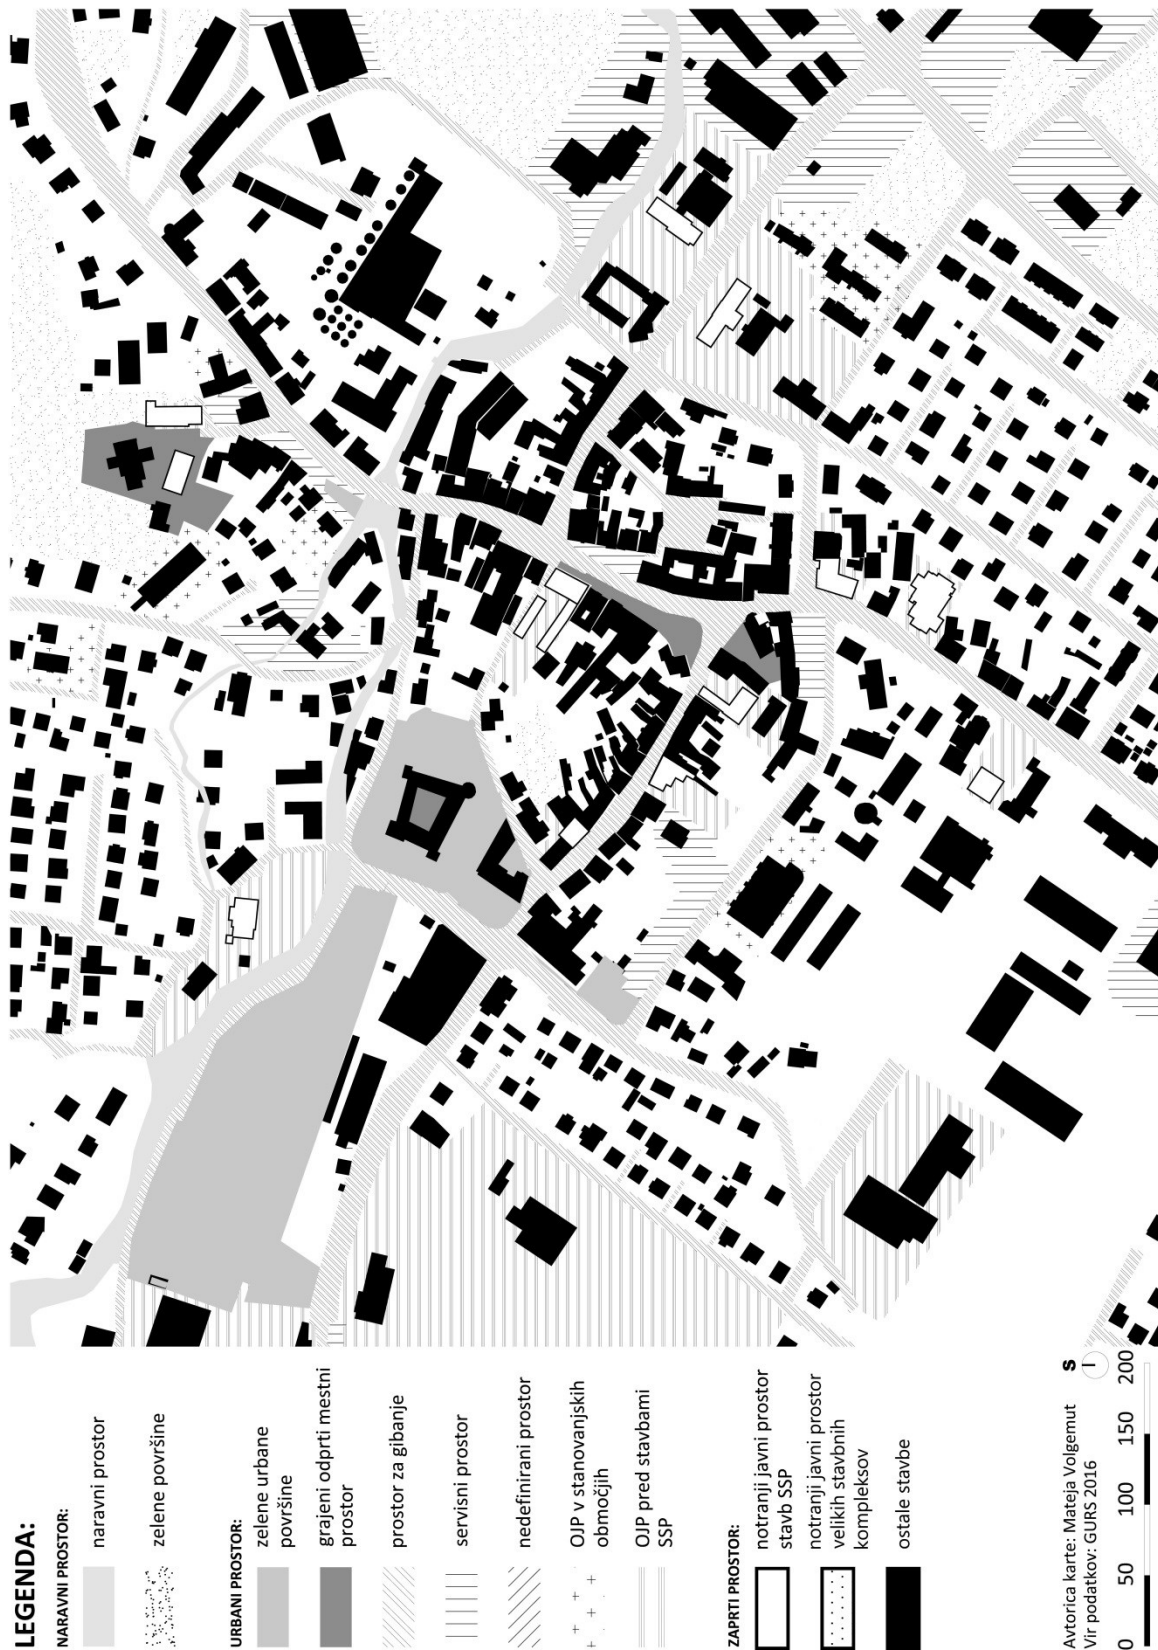 LEGENDA:
NARAVNI PROSTOR:
naravni prostor
zelene površine
URBANI PROSTOR:
zelene urbane
površine
grajeni odprti mestni
prostor
prostor za gibanje
servisni prostor
nedefinirani prostor
OJP v stanovanjskih
območjih
OJP pred stavbami
SSP
ZAPRTI PROSTOR:
notranji javni prostor
stavb SSP
notranji javni prostor
velikih stavbnih
kompleksov
ostale stavbe
Avtorica karte: Mateja Volgemut
Vir podatkov: GURS 2016
S
0 50 100 150 200